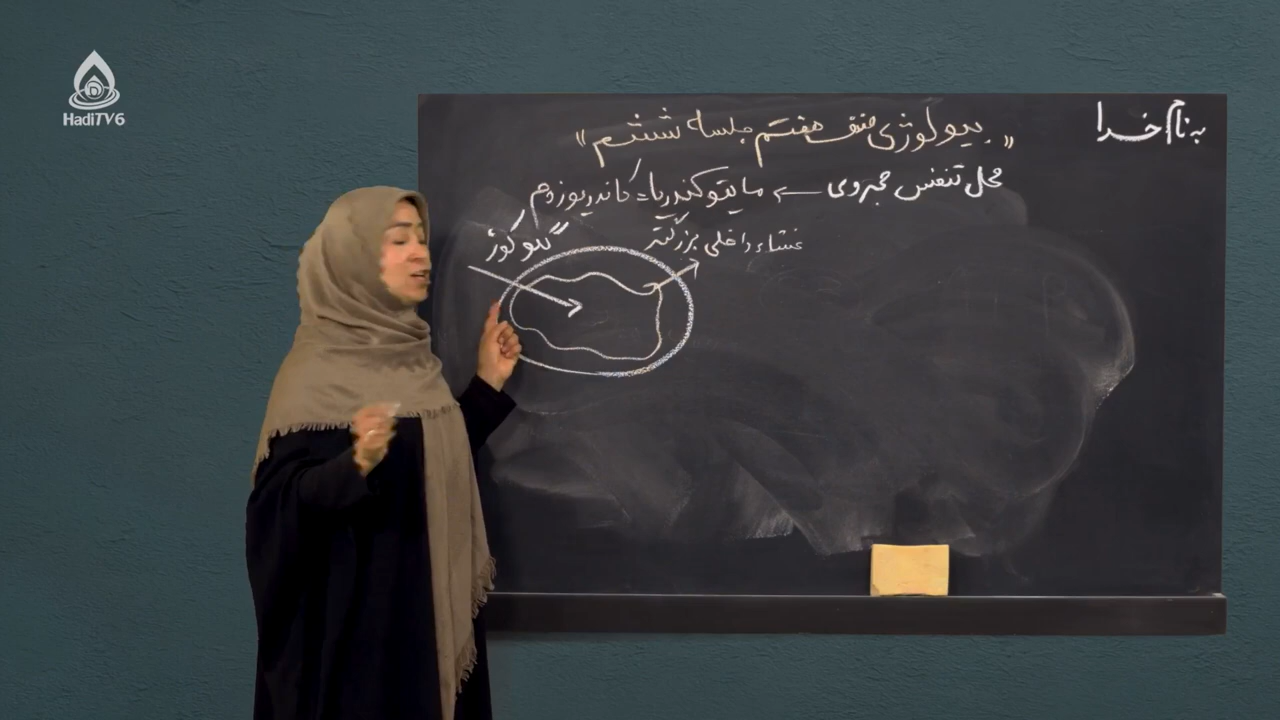 به نام خدا
« بیولوژی صنف هفتم جلسه ششم »
محل تنفس حجروی ← مایتوکندریا = کاندریوزوم
غشاء داخلی بزرگتر
گلوکوز
HadiTV6